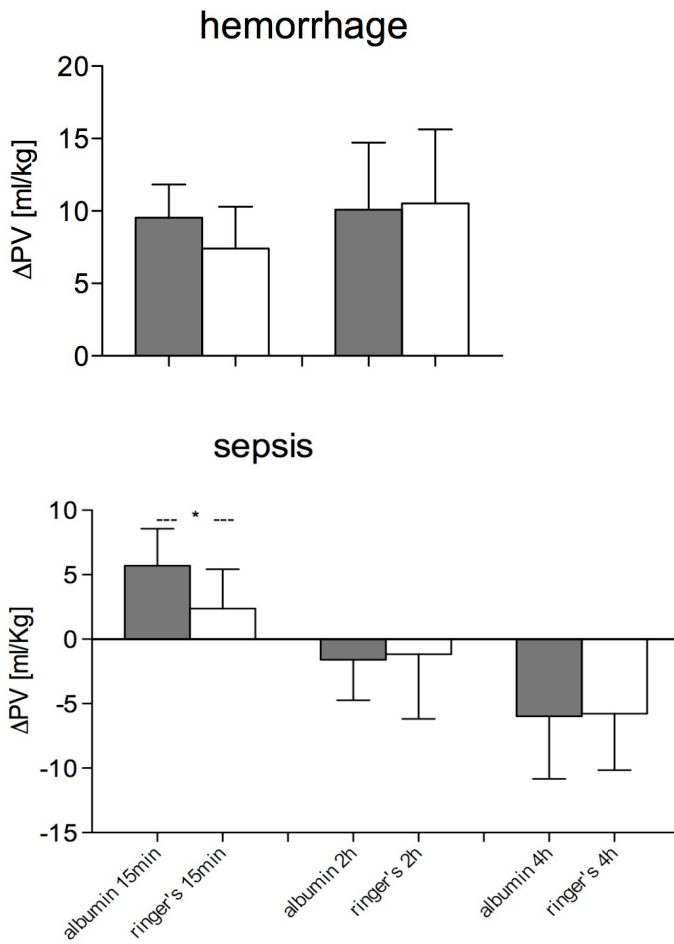 hemorrhage
20
15
10
5
0
ΔPV [ml/kg]
sepsis
10
5
0
-5
-10
-15
ΔPV [ml/Kg]
--- * ---
albumin 15min
ringer's 15min
albumin 2h
ringer's 2h
albumin 4h
ringer's 4h